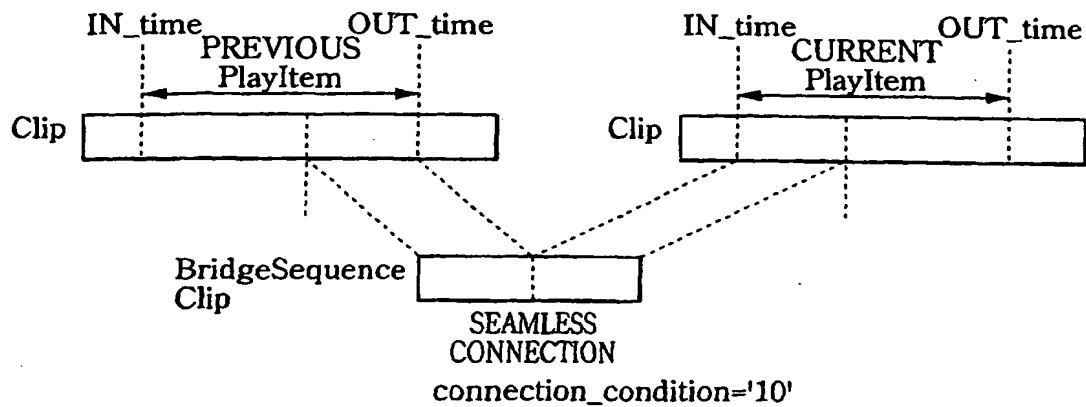 IN_time OUT_time
PREVIOUS
PlayItem
Clip
IN_time OUT_time
CURRENT
PlayItem
Clip
BridgeSequence
Clip
SEAMLESS
CONNECTION
connection_condition='10'